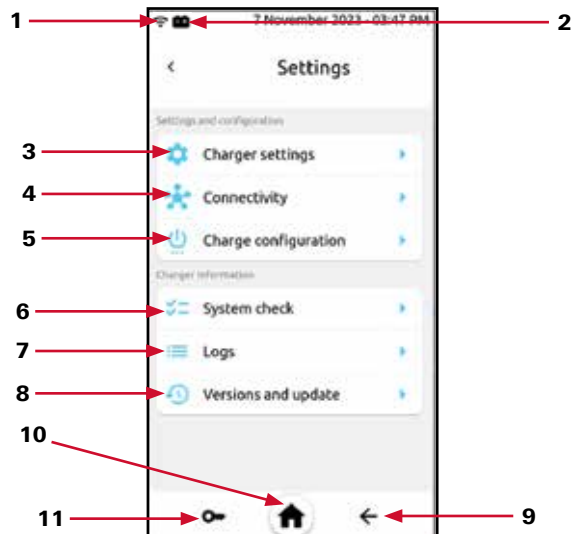 1
2
7 November 2023 - 03:47 PM
Settings
Settings and configuration
3
Charger settings
4
Connectivity
5
Charge configuration
Charger information
6
System check
7
Logs
8
Versions and update
10
11
9